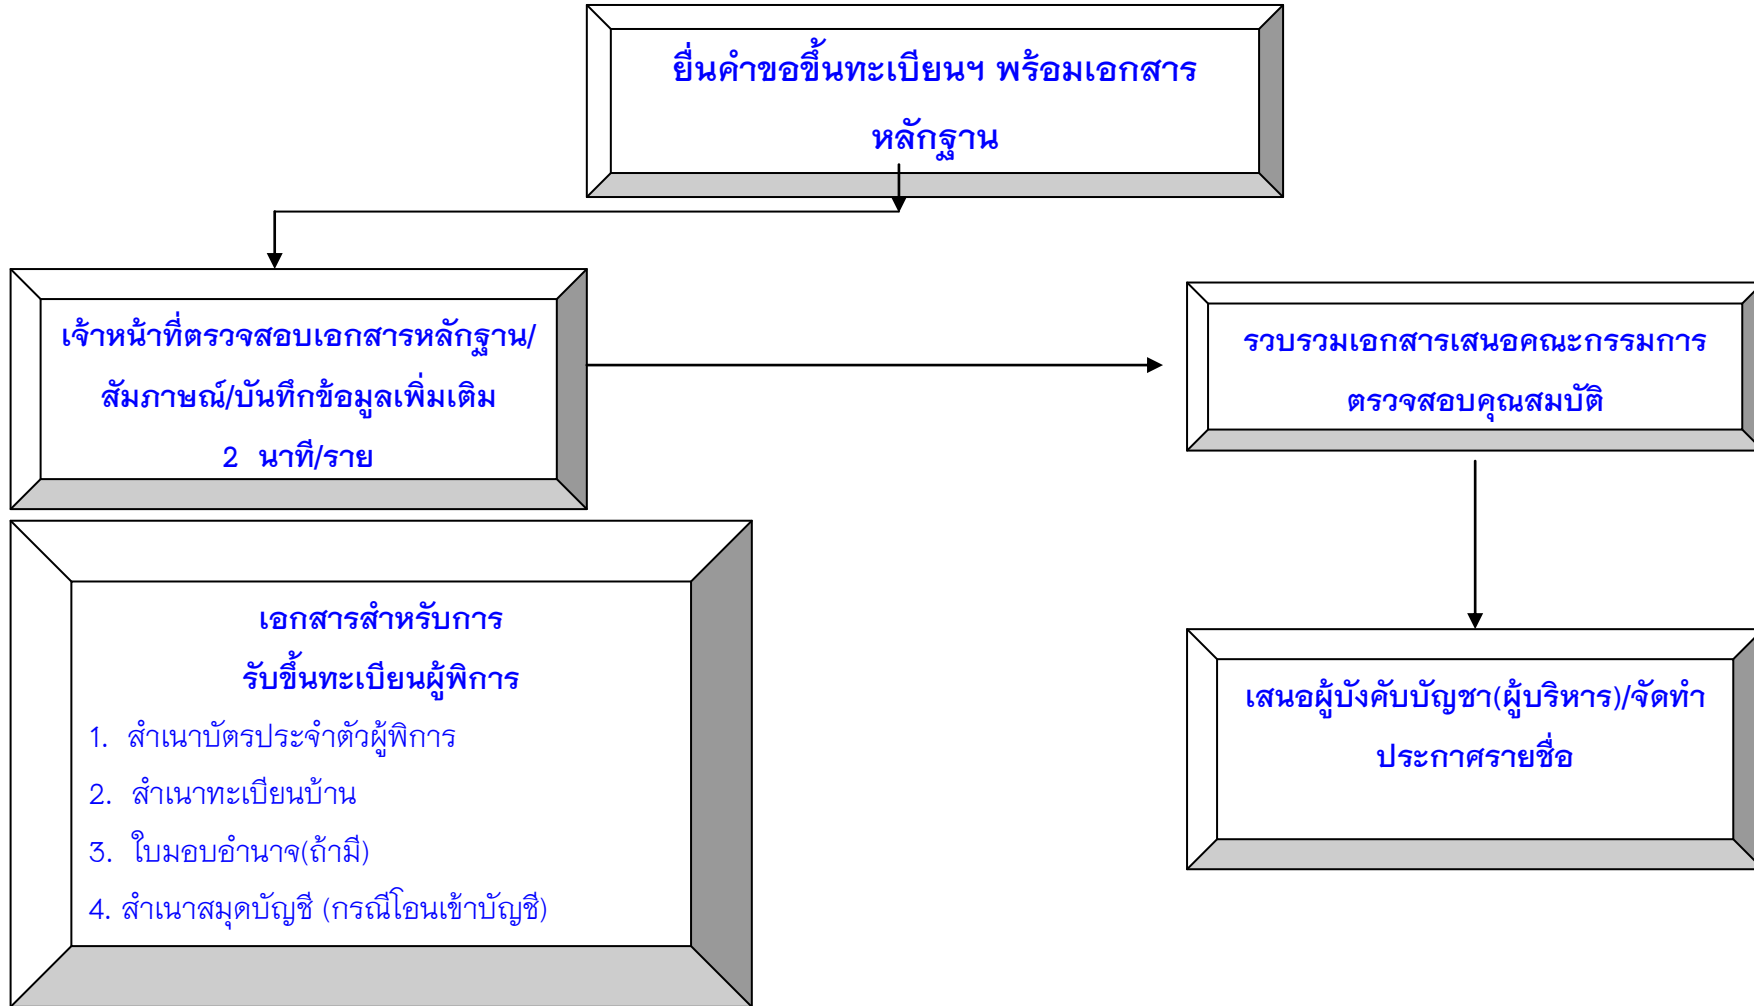 ยื่นคำขอขึ้นทะเบียนฯ พร้อมเอกสาร
หลักฐาน
เจ้าหน้าที่ตรวจสอบเอกสารหลักฐาน/
สัมภาษณ์/บันทึกข้อมูลเพิ่มเติม
2 นาที/ราย
รวบรวมเอกสารเสนอคณะกรรมการ
ตรวจสอบคุณสมบัติ
เอกสารสำหรับการ
รับขึ้นทะเบียนผู้พิการ
1. สำเนาบัตรประจำตัวผู้พิการ
2. สำเนาทะเบียนบ้าน
3. ใบมอบอำนาจ(ถ้ามี)
4. สำเนาสมุดบัญชี (กรณีโอนเข้าบัญชี)
เสนอผู้บังคับบัญชา(ผู้บริหาร)/จัดทำ
ประกาศรายชื่อ